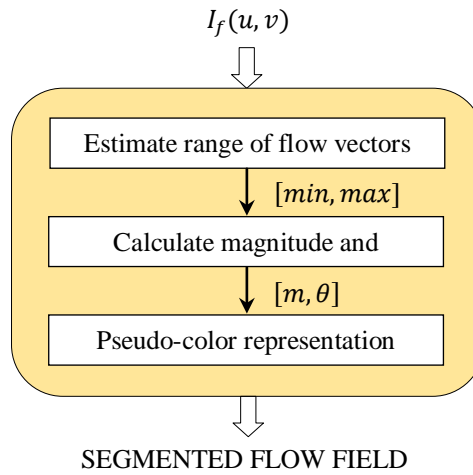 I_f(u, v)
Estimate range of flow vectors
[min, max]
Calculate magnitude and
[m, θ]
Pseudo-color representation
SEGMENTED FLOW FIELD